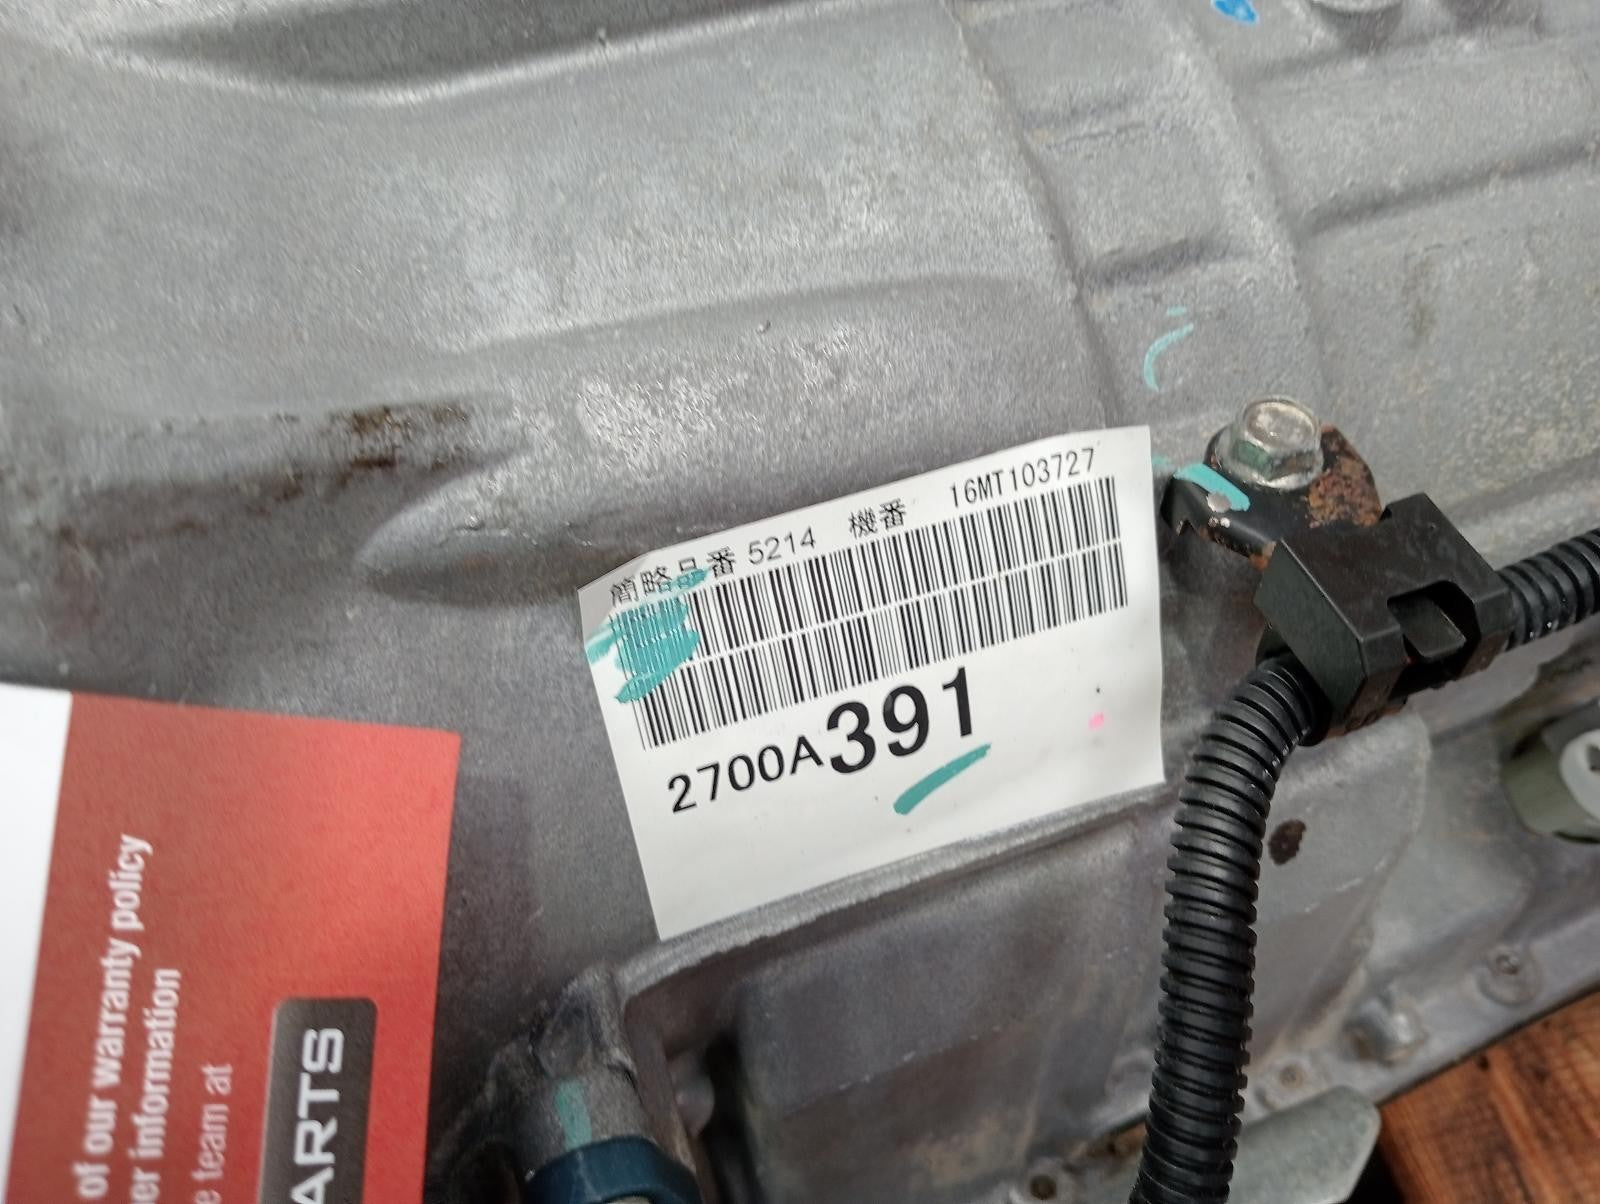 簡略品番 5214 機番 16MT103727
2700A391
of our warranty policy
er information
e team at
ARTS